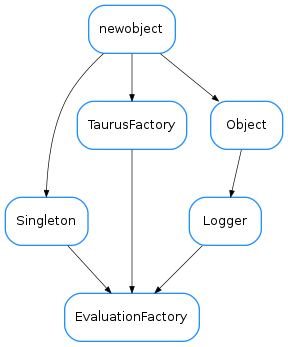 newobject
TaurusFactory
Object
Singleton
Logger
EvaluationFactory